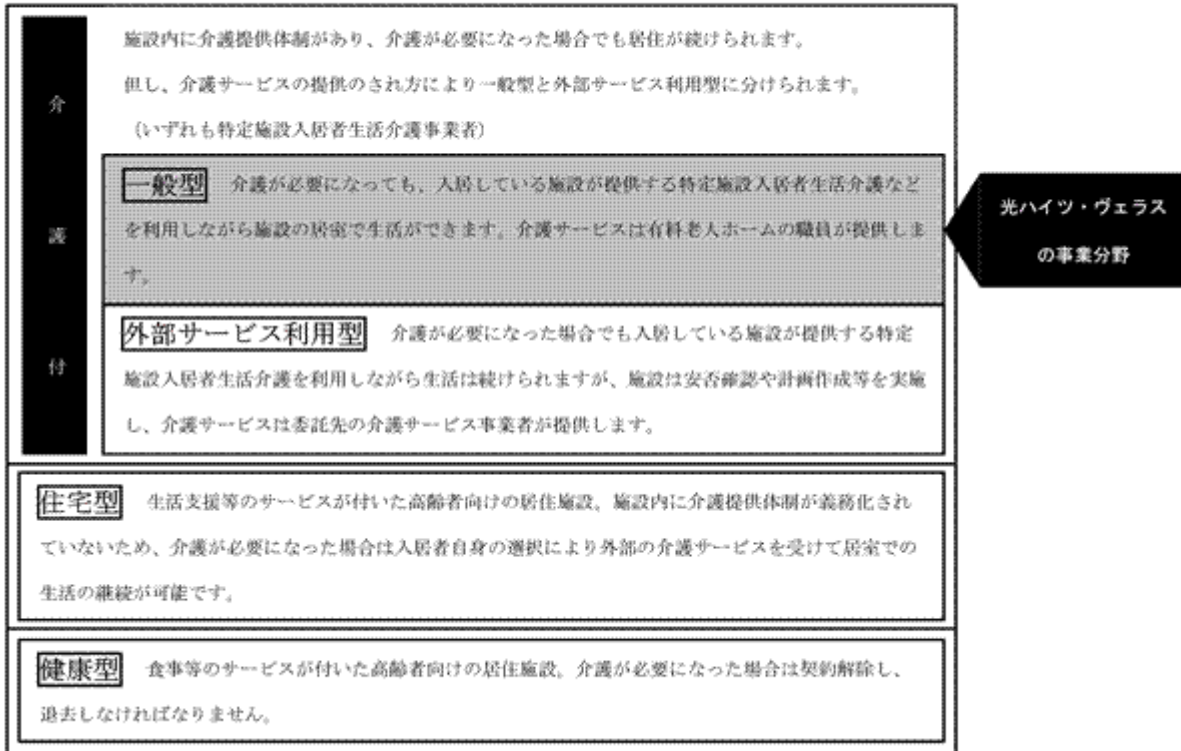 介護付
施設内に介護提供体制があり、介護が必要になった場合でも居住が続けられます。
但し、介護サービスの提供のされ方により一般型と外部サービス利用型に分けられます。
（いずれも特定施設入居者生活介護事業者）
一般型 介護が必要になっても、入居している施設が提供する特定施設入居者生活介護など
を利用しながら施設の居室で生活ができます。介護サービスは有料老人ホームの職員が提供しま
す。
光ハイツ・ヴェラス
の事業分野
外部サービス利用型 介護が必要になった場合でも入居している施設が提供する特定
施設入居者生活介護を利用しながら生活は続けられますが、施設は安否確認や計画作成等を実施
し、介護サービスは委託先の介護サービス事業者が提供します。
住宅型 生活支援等のサービスが付いた高齢者向けの居住施設。施設内に介護提供体制が義務化され
ていないため、介護が必要になった場合は入居者自身の選択により外部の介護サービスを受けて居室での
生活の継続が可能です。
健康型 食事等のサービスが付いた高齢者向けの居住施設。介護が必要になった場合は契約解除し、
退去しなければなりません。